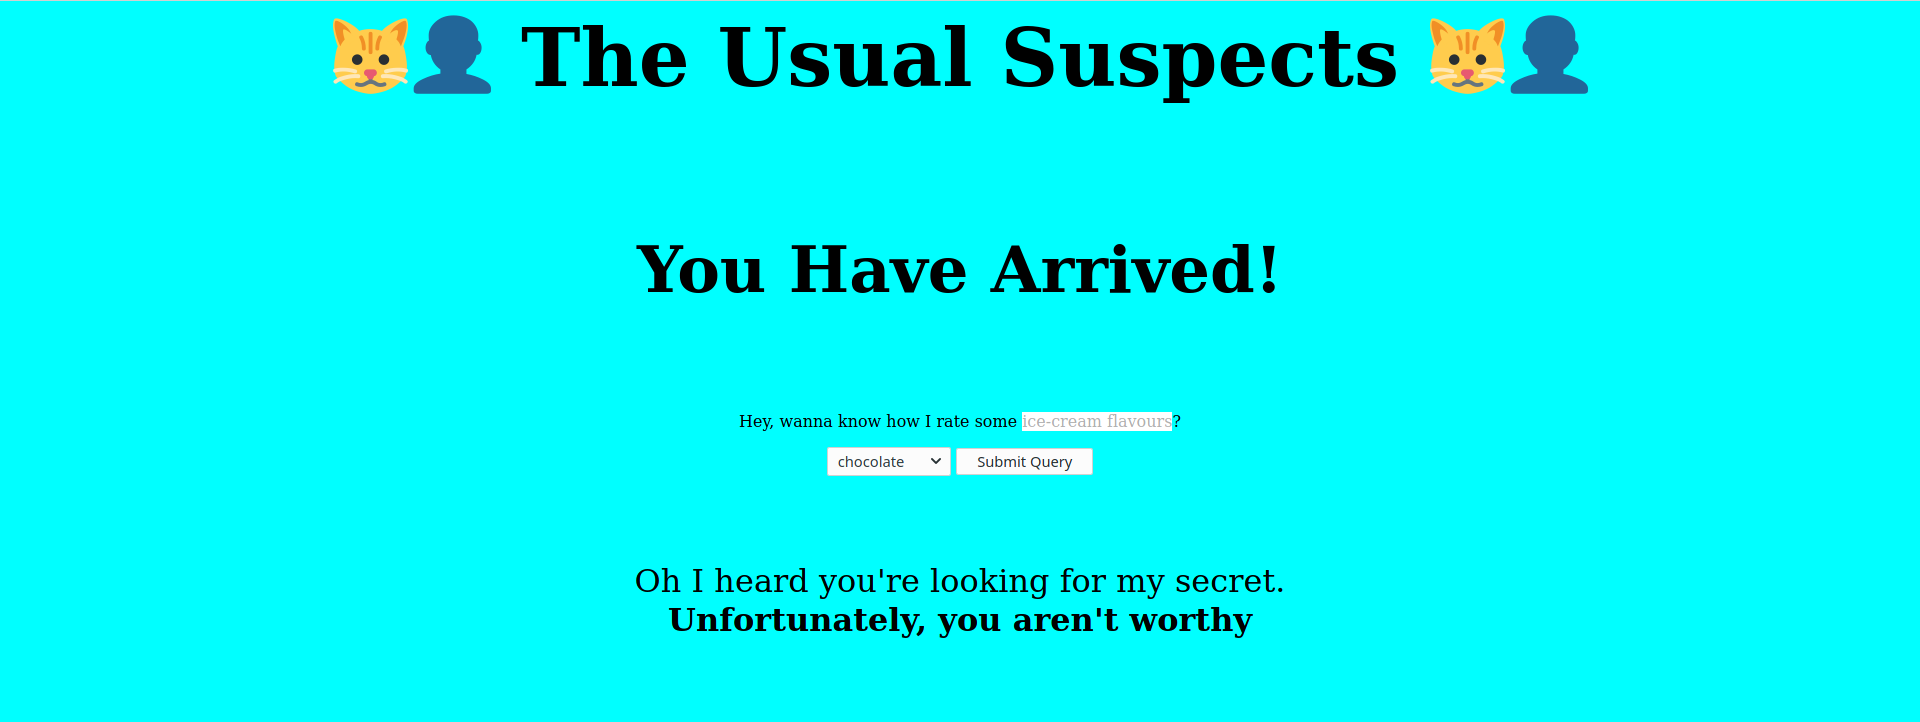 The Usual Suspects
You Have Arrived!
Hey, wanna know how I rate some ice-cream flavours?
chocolate Submit Query
Oh I heard you're looking for my secret.
Unfortunately, you aren't worthy